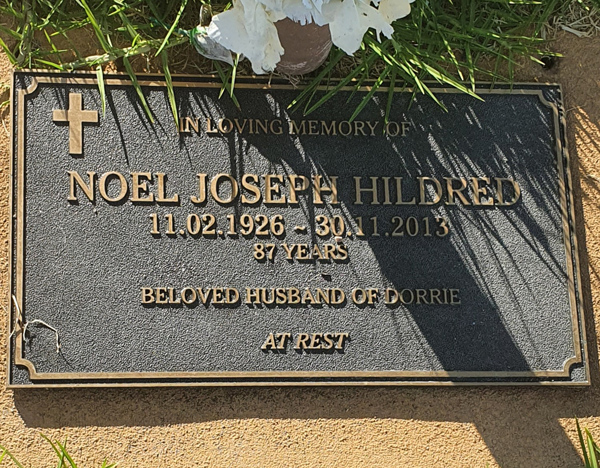 IN LOVING MEMORY OF
NOEL JOSEPH HILDRED
11.02.1926 ~ 30.11.2013
87 YEARS
BELOVED HUSBAND OF DORRIE
AT REST